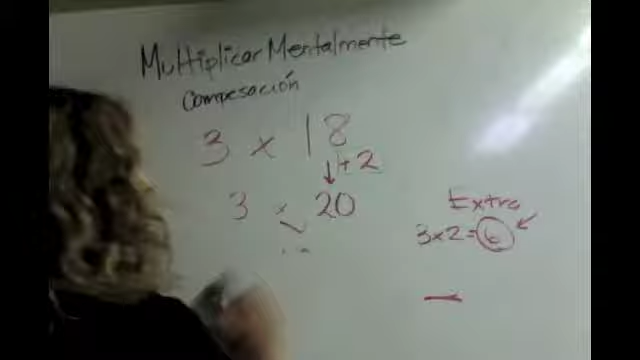 Multiplicar Mentalmente
Compesación
3 x 18
+2
3 x 20
Extra
3x2=6